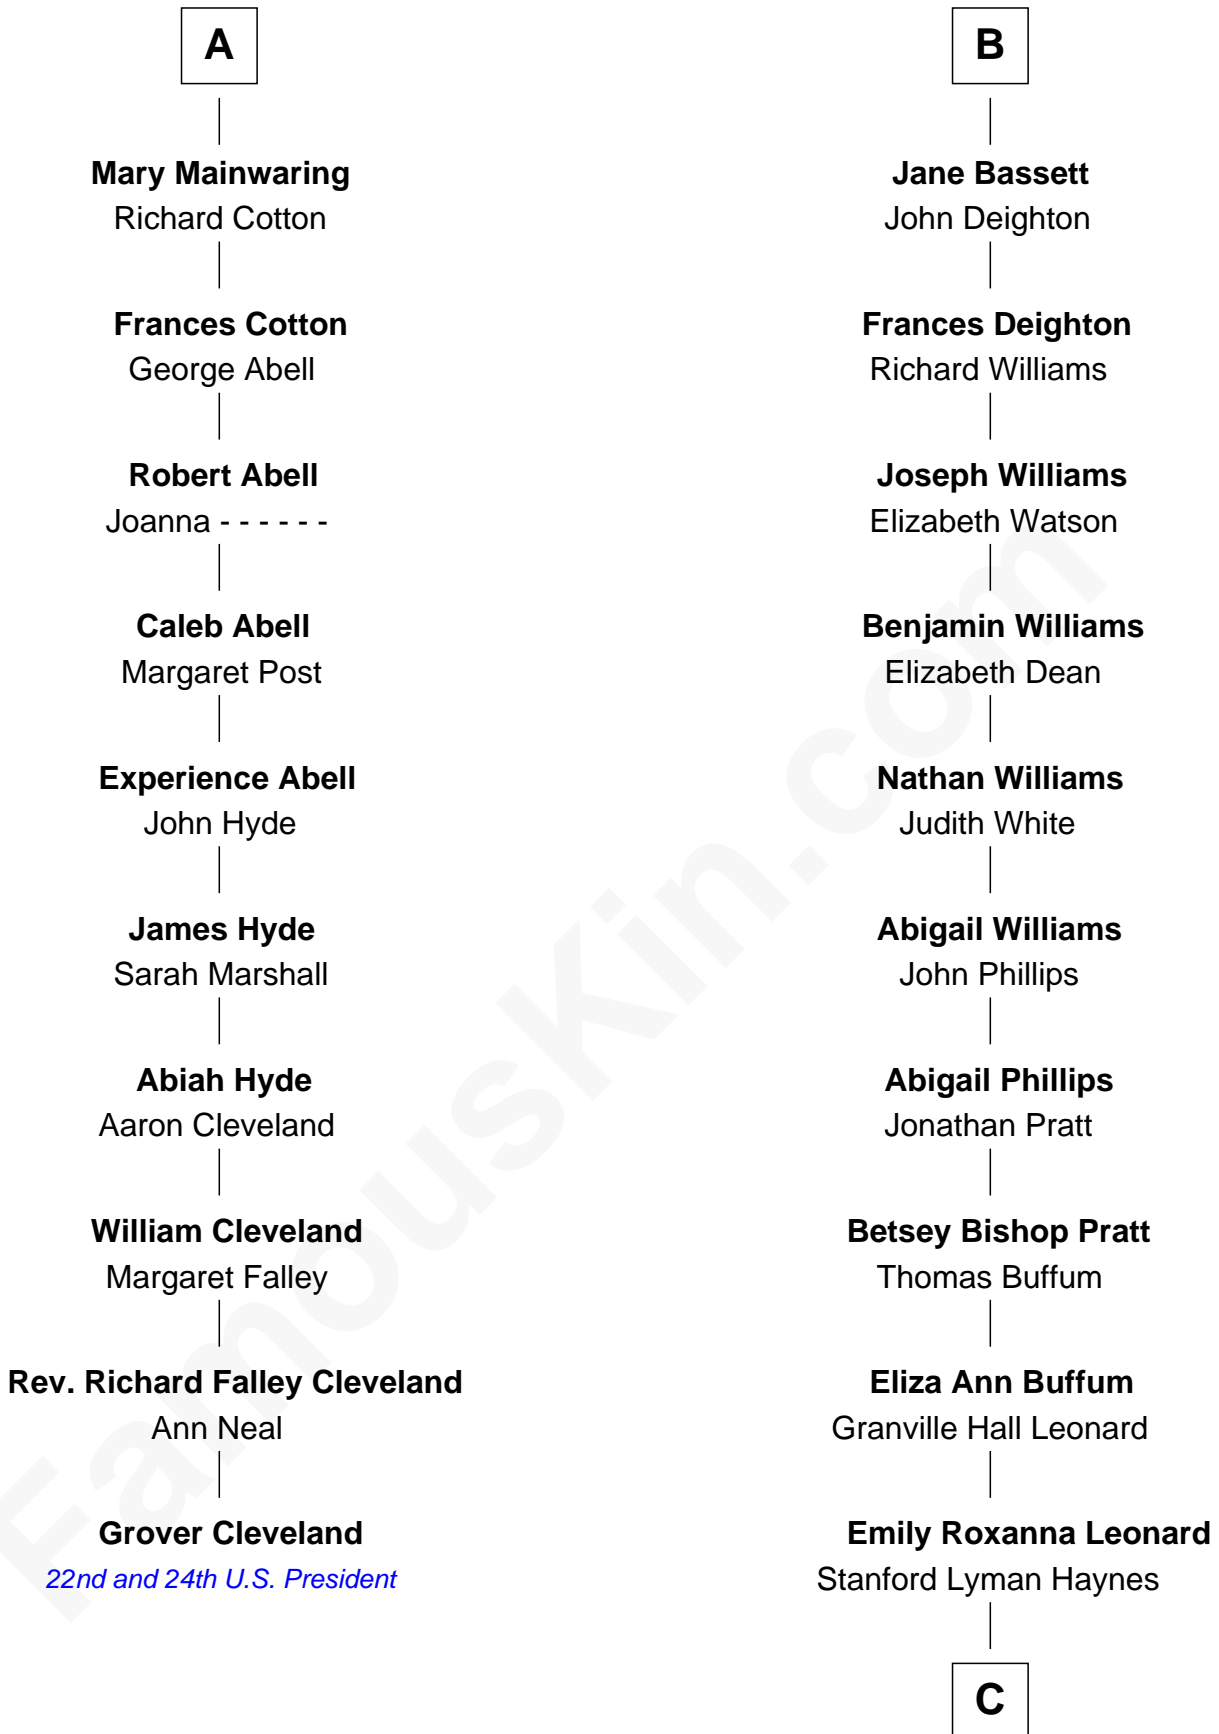 A
Mary Mainwaring
Richard Cotton
Frances Cotton
George Abell
Robert Abell
Joanna - - - - - -
Caleb Abell
Margaret Post
Experience Abell
John Hyde
James Hyde
Sarah Marshall
Abiah Hyde
Aaron Cleveland
William Cleveland
Margaret Falley
Rev. Richard Falley Cleveland
Ann Neal
Grover Cleveland
22nd and 24th U.S. President
B
Jane Bassett
John Deighton
Frances Deighton
Richard Williams
Joseph Williams
Elizabeth Watson
Benjamin Williams
Elizabeth Dean
Nathan Williams
Judith White
Abigail Williams
John Phillips
Abigail Phillips
Jonathan Pratt
Betsey Bishop Pratt
Thomas Buffum
Eliza Ann Buffum
Granville Hall Leonard
Emily Roxanna Leonard
Stanford Lyman Haynes
C
FamousKin.com